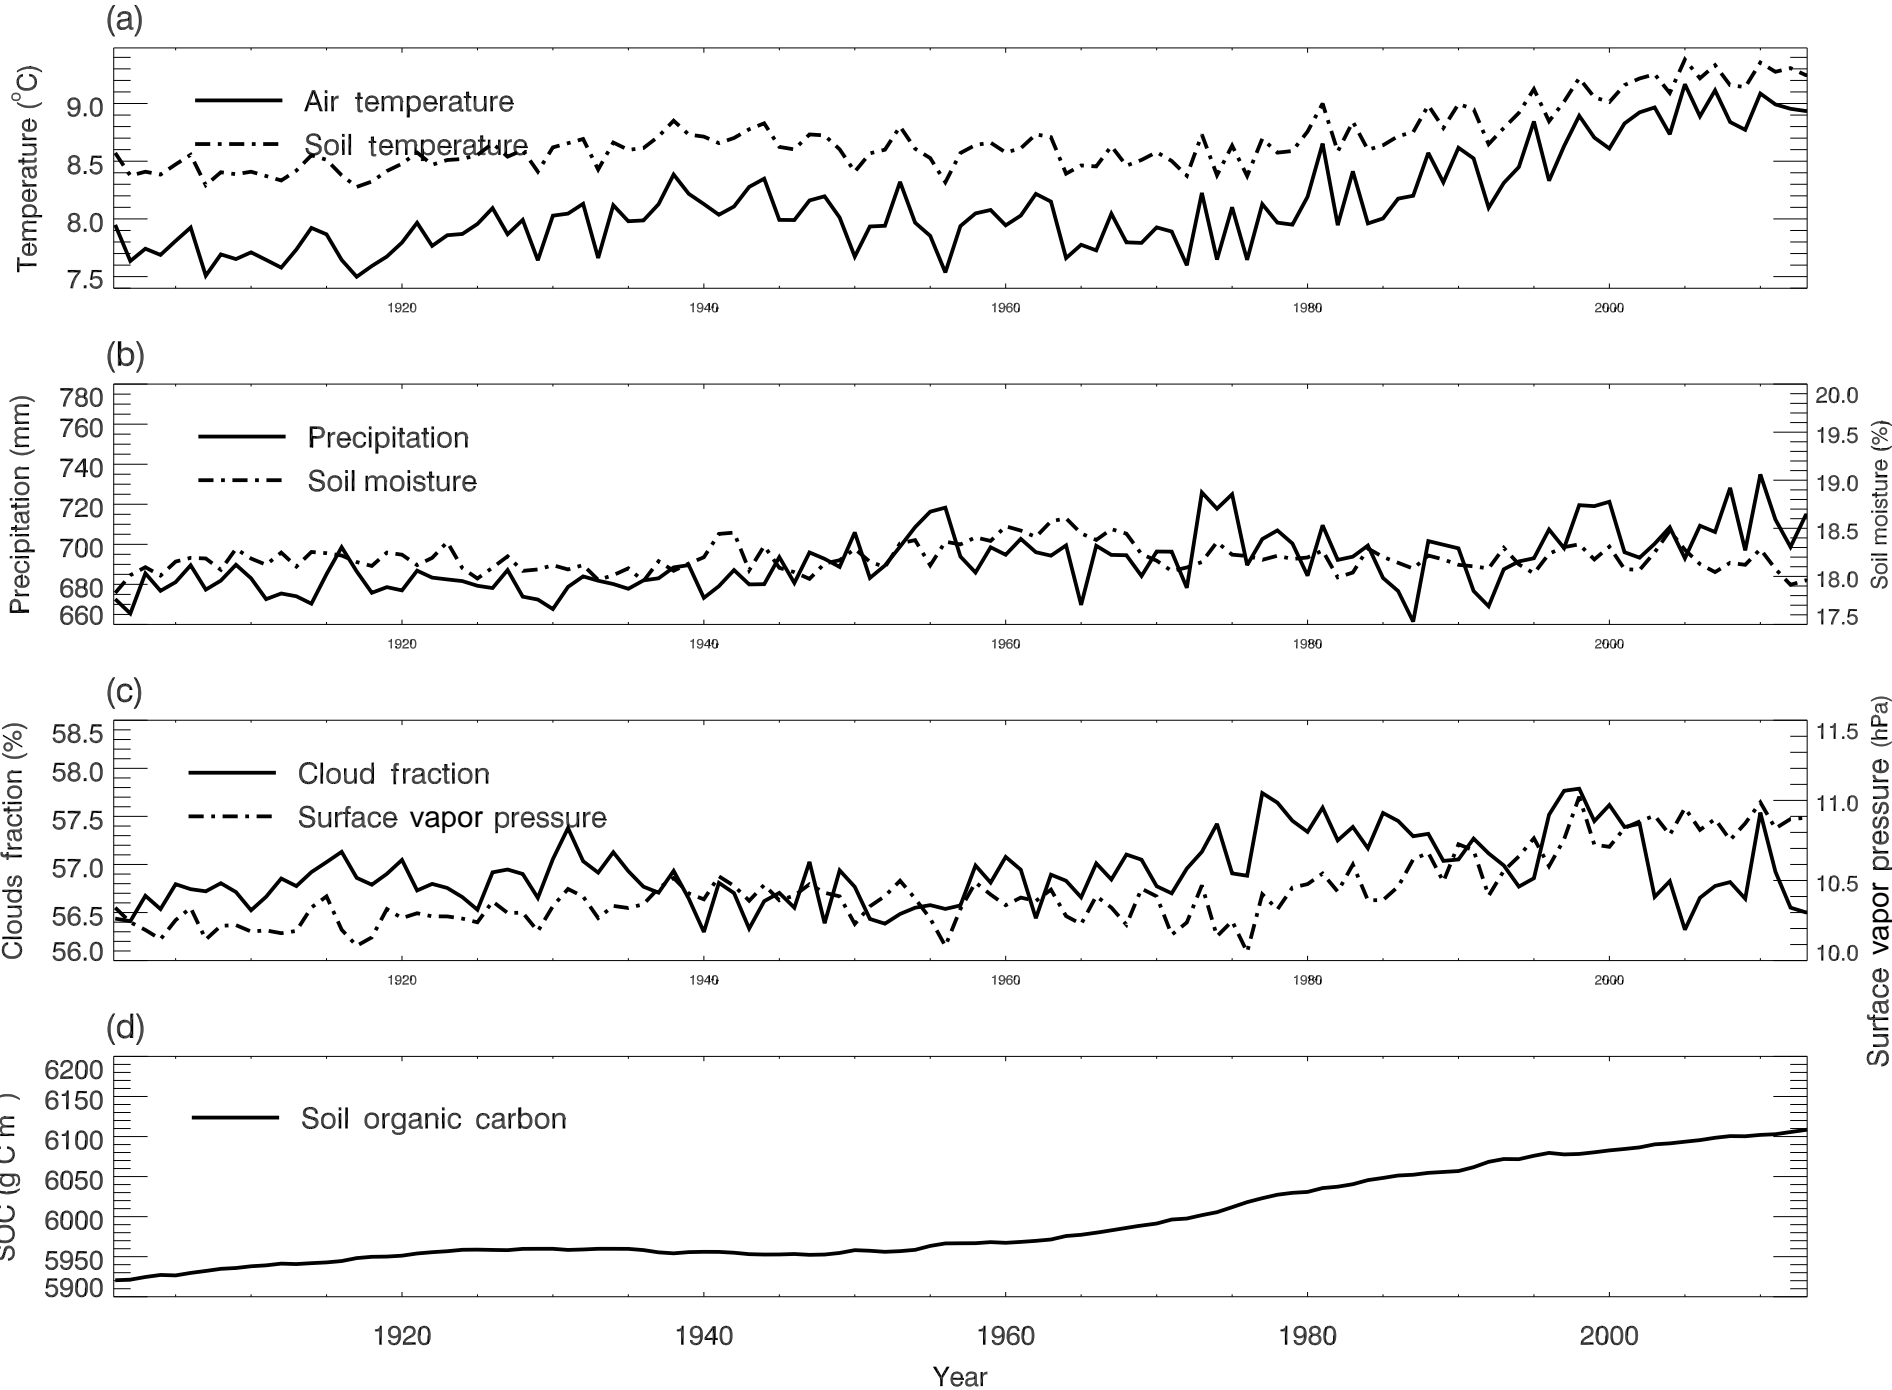 (a)
Temperature (°C)
9.0
8.5
8.0
7.5
Air temperature
Soil temperature
1920 1940 1960 1980 2000
(b)
Precipitation (mm)
780
760
740
720
700
680
660
Precipitation
Soil moisture
20.0
19.5
19.0
18.5
18.0
17.5
Soil moisture (%)
1920 1940 1960 1980 2000
(c)
Clouds fraction (%)
58.5
58.0
57.5
57.0
56.5
56.0
Cloud fraction
Surface vapor pressure
11.5
11.0
10.5
10.0
Surface vapor pressure (hPa)
1920 1940 1960 1980 2000
(d)
SOC (g C m )
6200
6150
6100
6050
6000
5950
5900
Soil organic carbon
1920 1940 1960 1980 2000
Year